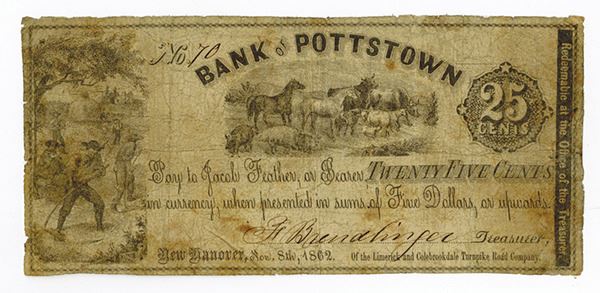 No. 70
BANK of POTTSTOWN
25
CENTS
Pay to Jacob Feather, or Bearer, TWENTY FIVE CENTS
in currency, when presented in sums of Five Dollars, or upwards.
Brendlinger Treasurer,
New Hanover, Nov. 8th, 1862. Of the Limerick and Colebrookdale Turnpike Road Company.
Redeemable at the Office of the Treasurer.